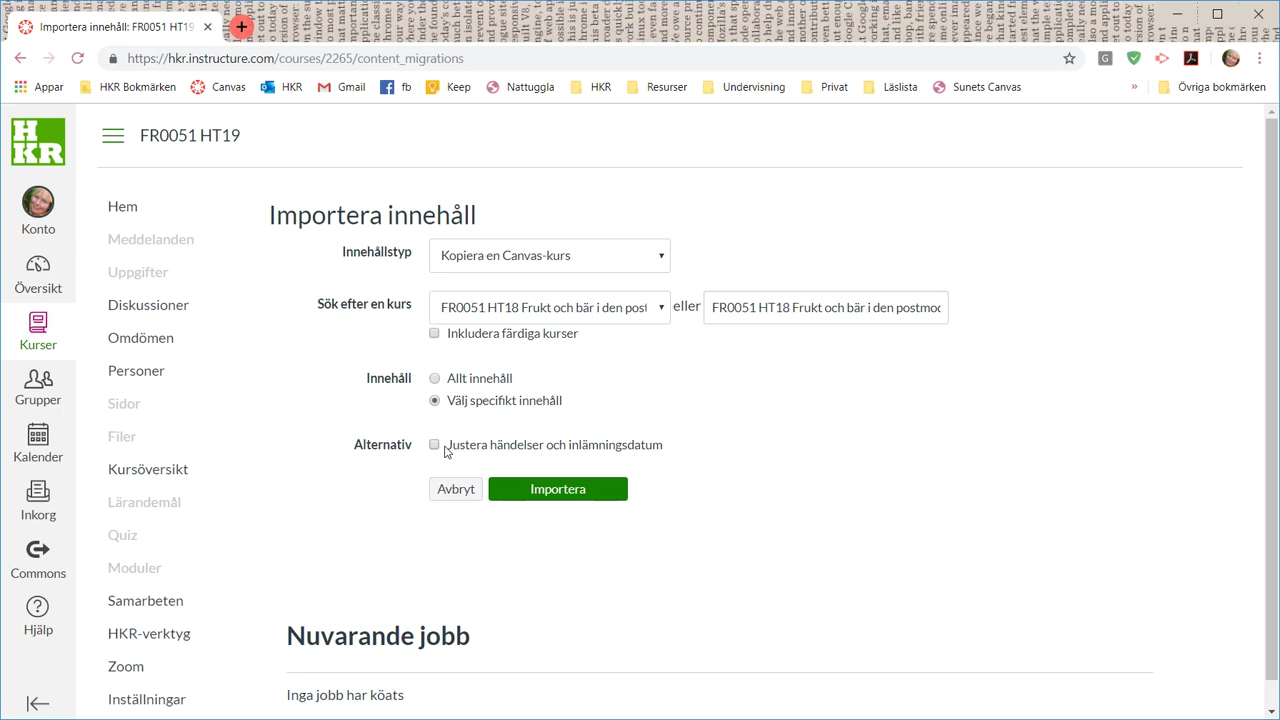 Importera innehåll: FR0051 HT19
https://hkr.instructure.com/courses/2265/content_migrations
Appar HKR Bokmärken Canvas HKR Gmail fb Keep Nattuggla HKR Resurser Undervisning Privat Läslista Sunets Canvas » Övriga bokmärken
HKR
FR0051 HT19
Konto
Översikt
Kurser
Grupper
Kalender
Inkorg
Commons
Hjälp
Hem
Meddelanden
Uppgifter
Diskussioner
Omdömen
Personer
Sidor
Filer
Kursöversikt
Lärandemål
Quiz
Moduler
Samarbeten
HKR-verktyg
Zoom
Inställningar
Importera innehåll
Innehållstyp Kopiera en Canvas-kurs
Sök efter en kurs FR0051 HT18 Frukt och bär i den post eller FR0051 HT18 Frukt och bär i den postmoc
Inkludera färdiga kurser
Innehåll Allt innehåll
Välj specifikt innehåll
Alternativ Justera händelser och inlämningsdatum
Avbryt Importera
Nuvarande jobb
Inga jobb har köats